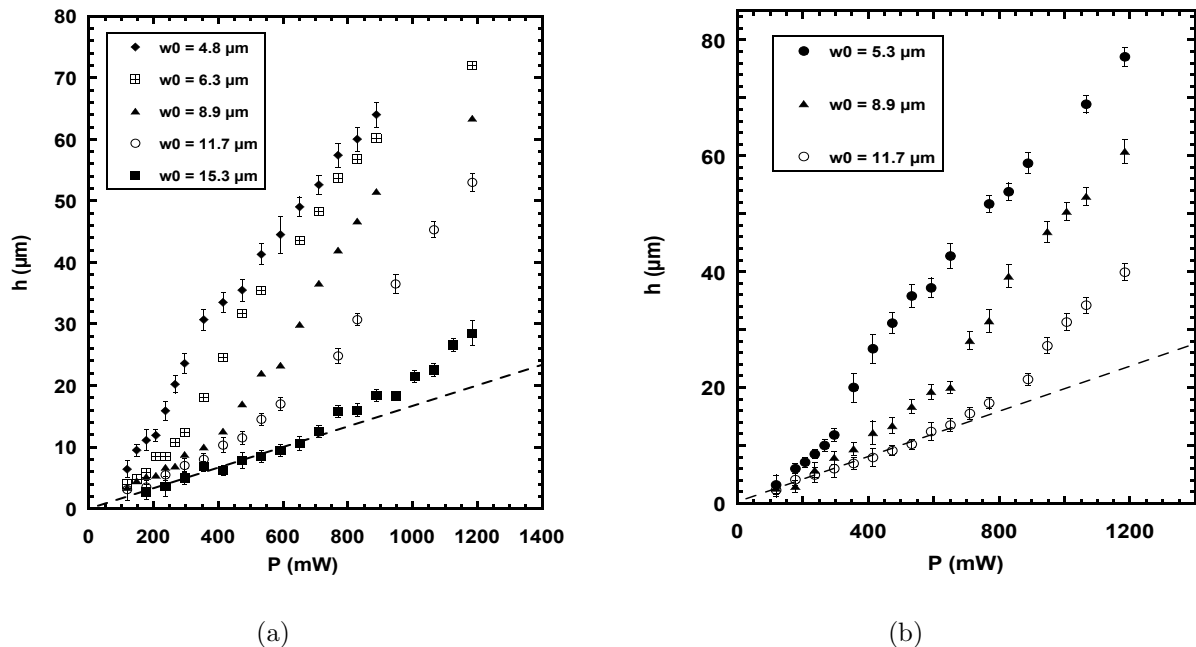 80
70
60
50
40
30
20
10
0
h (µm)
w0 = 4.8 µm
w0 = 6.3 µm
w0 = 8.9 µm
w0 = 11.7 µm
w0 = 15.3 µm
0 200 400 600 800 1000 1200 1400
P (mW)
(a)
80
60
40
20
0
h (µm)
w0 = 5.3 µm
w0 = 8.9 µm
w0 = 11.7 µm
0 400 800 1200
P (mW)
(b)